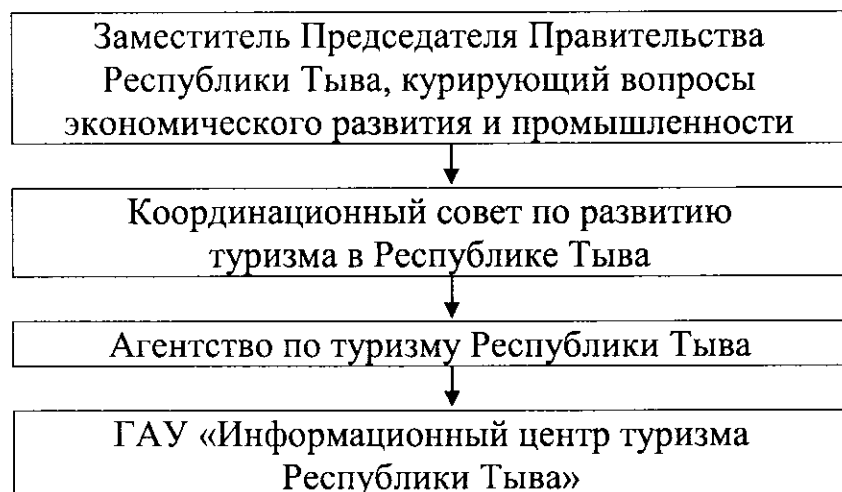 Заместитель Председателя Правительства
Республики Тыва, курирующий вопросы
экономического развития и промышленности
Координационный совет по развитию
туризма в Республике Тыва
Агентство по туризму Республики Тыва
ГАУ «Информационный центр туризма
Республики Тыва»